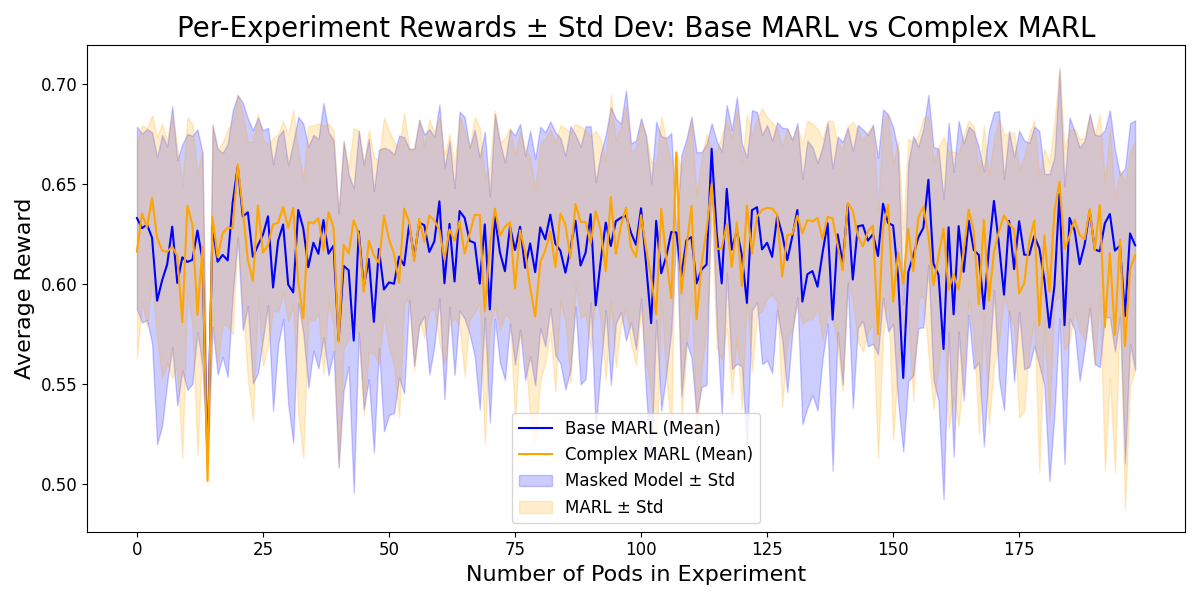 Per-Experiment Rewards ± Std Dev: Base MARL vs Complex MARL
Average Reward
0.70
0.65
0.60
0.55
0.50
Base MARL (Mean)
Complex MARL (Mean)
Masked Model ± Std
MARL ± Std
0 25 50 75 100 125 150 175
Number of Pods in Experiment